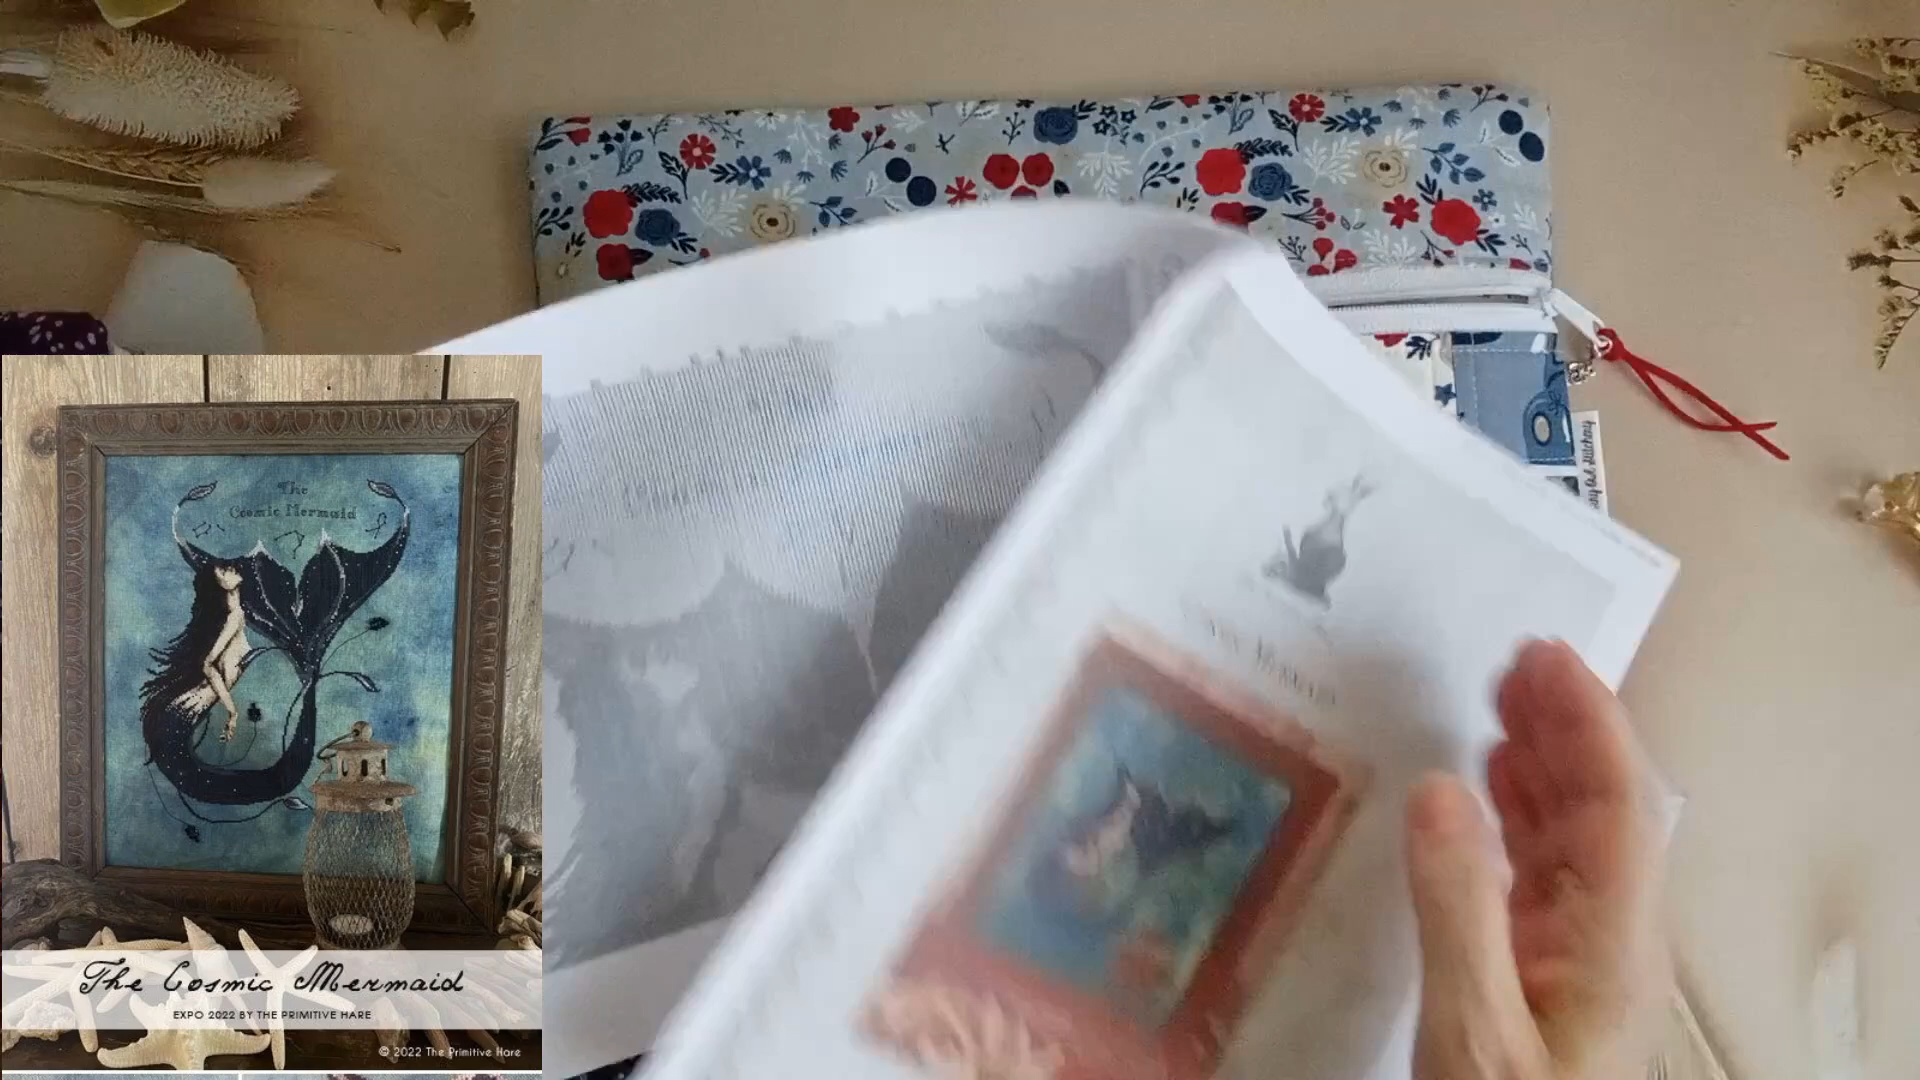 The
Cosmic Mermaid
The Cosmic Mermaid
EXPO 2022 BY THE PRIMITIVE HARE
© 2022 The Primitive Hare